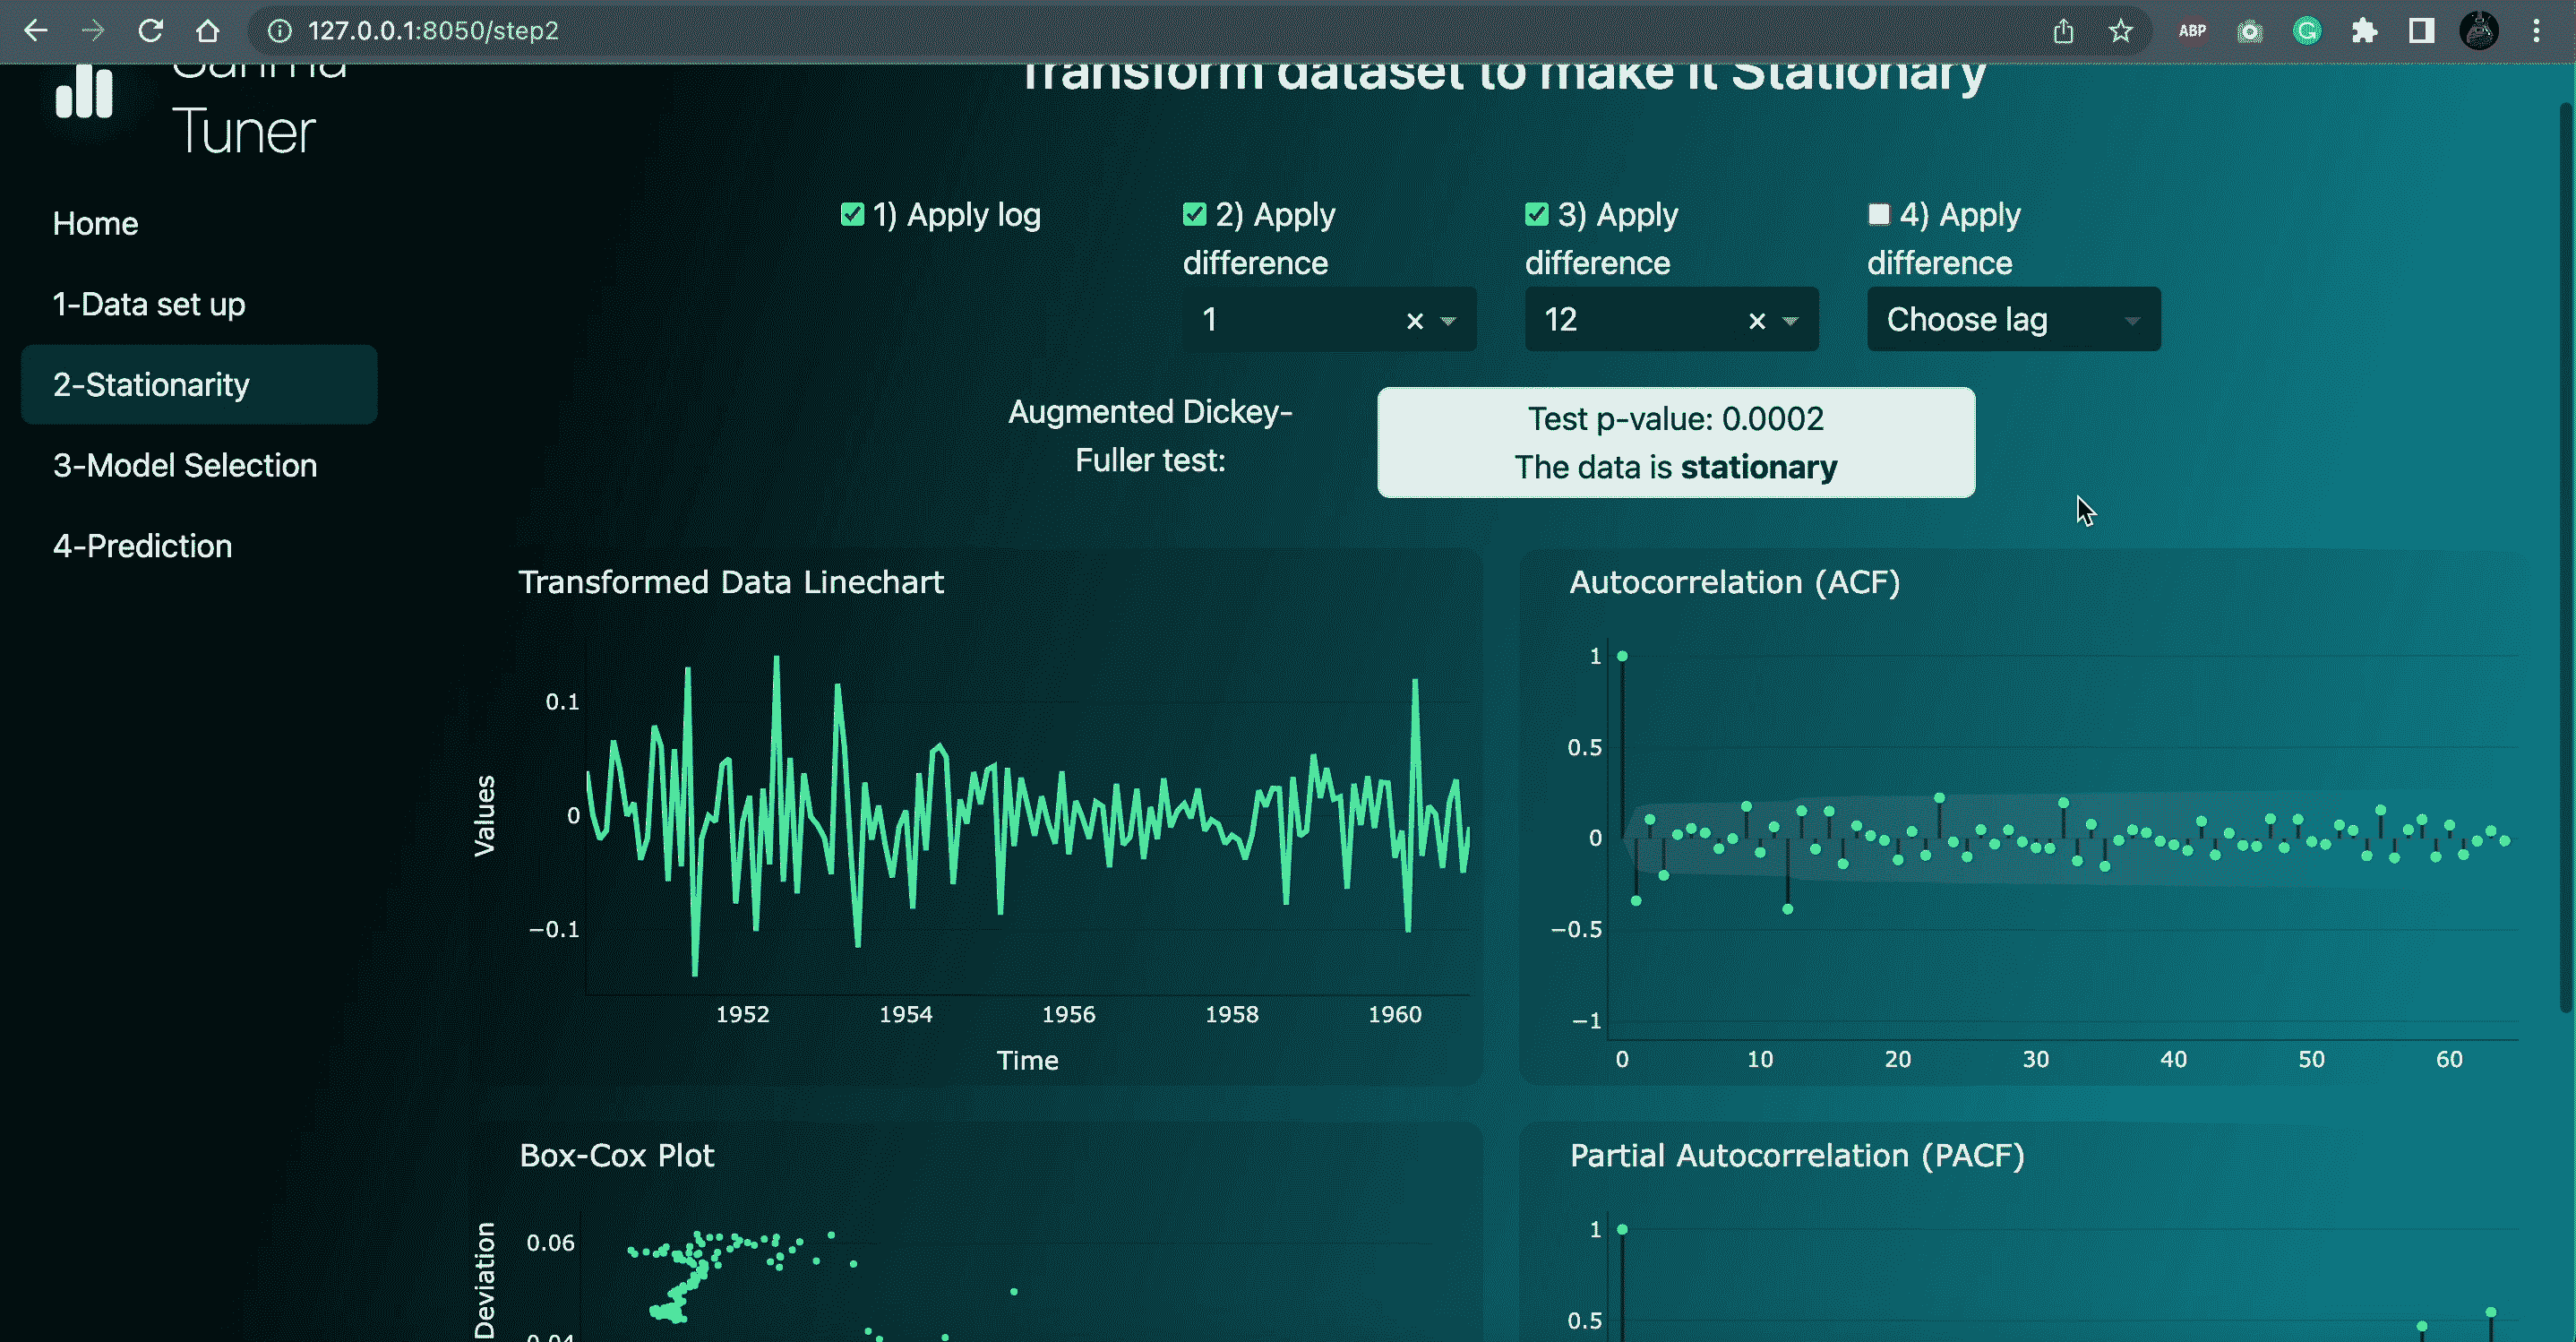 127.0.0.1:8050/step2
ABP
Transform dataset to make it Stationary
Tuner
Home
1-Data set up
2-Stationarity
3-Model Selection
4-Prediction
1) Apply log
2) Apply
difference
1
3) Apply
difference
12
4) Apply
difference
Choose lag
Augmented Dickey-
Fuller test:
Test p-value: 0.0002
The data is stationary
Transformed Data Linechart
Values
0.1
0
−0.1
1952 1954 1956 1958 1960
Time
Autocorrelation (ACF)
1
0.5
0
−0.5
−1
0 10 20 30 40 50 60
Box-Cox Plot
Deviation
0.06
0.04
Partial Autocorrelation (PACF)
1
0.5